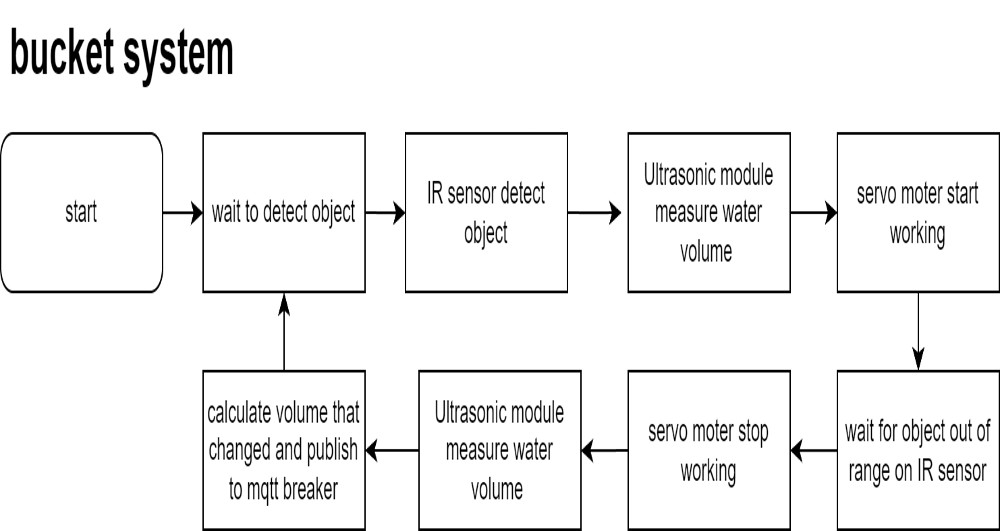 bucket system
start
wait to detect object
IR sensor detect
object
Ultrasonic module
measure water
volume
servo moter start
working
calculate volume that
changed and publish
to mqtt breaker
Ultrasonic module
measure water
volume
servo moter stop
working
wait for object out of
range on IR sensor